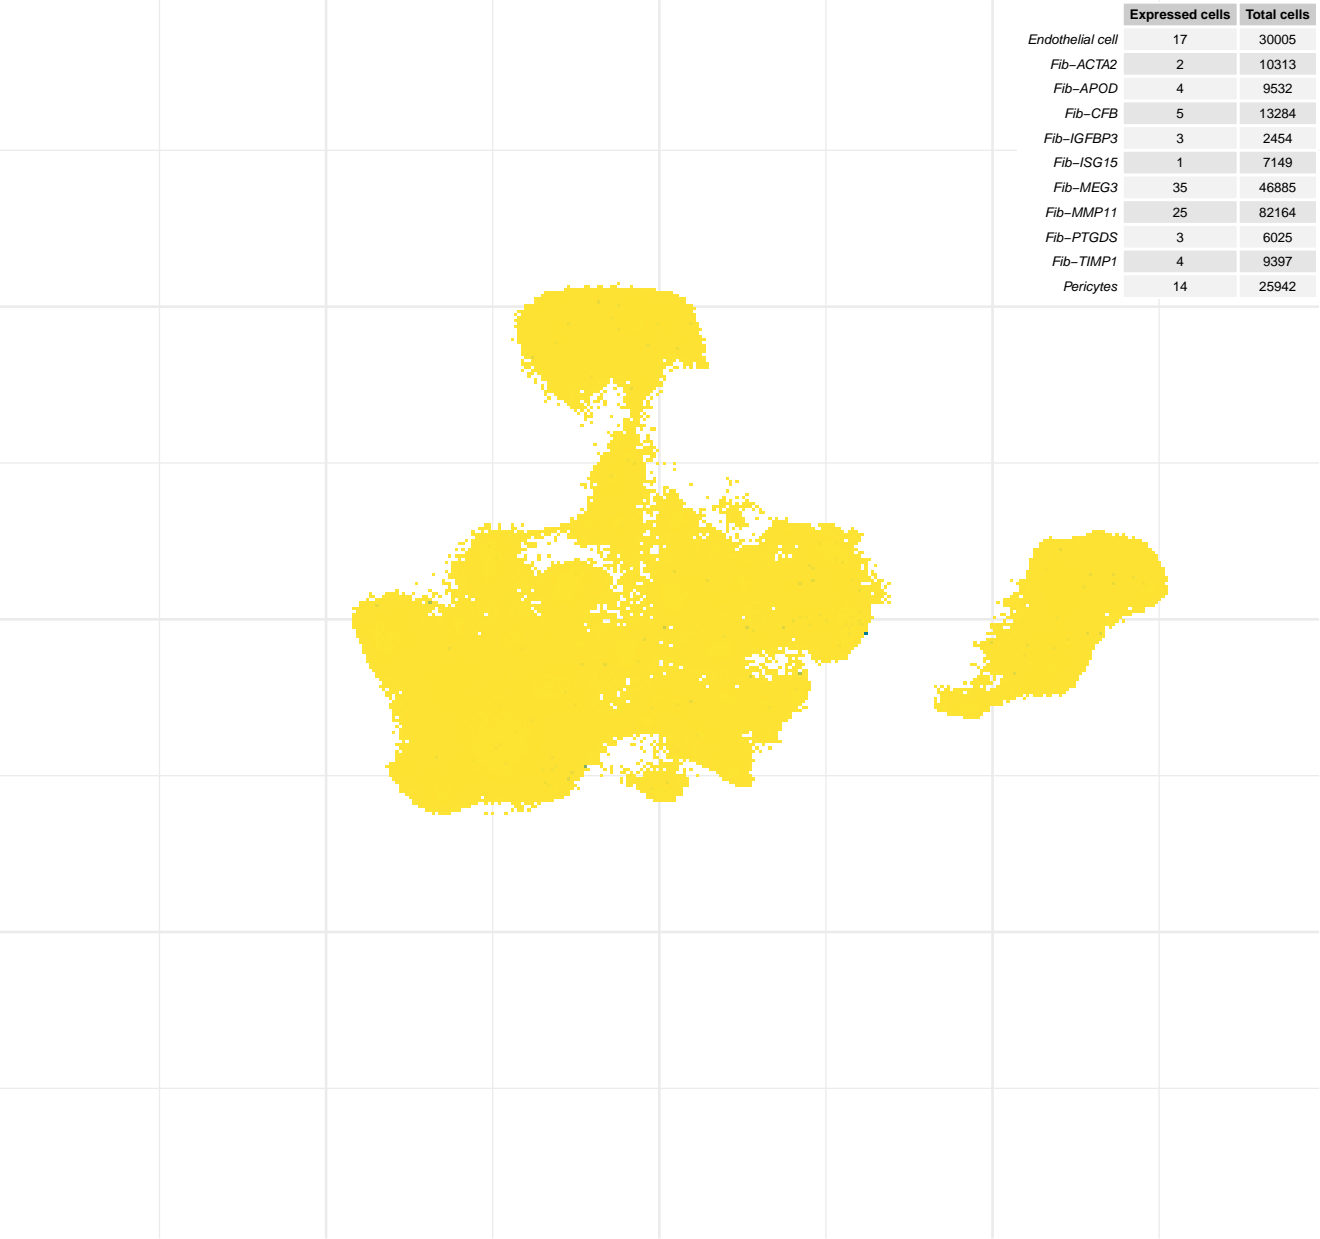 Expressed cells Total cells
Endothelial cell 17 30005
Fib−ACTA2 2 10313
Fib−APOD 4 9532
Fib−CFB 5 13284
Fib−IGFBP3 3 2454
Fib−ISG15 1 7149
Fib−MEG3 35 46885
Fib−MMP11 25 82164
Fib−PTGDS 3 6025
Fib−TIMP1 4 9397
Pericytes 14 25942